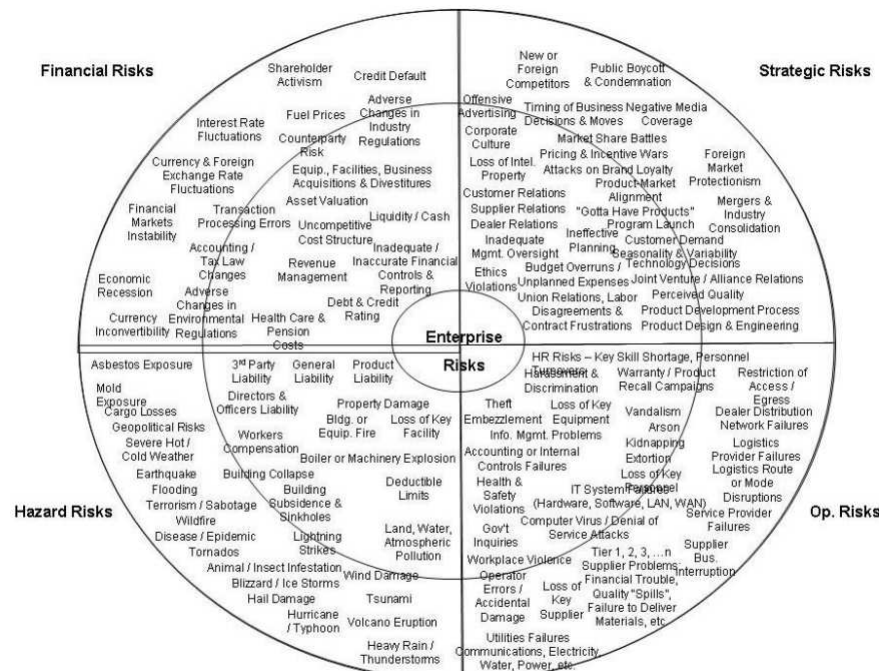 Financial Risks
Strategic Risks
Shareholder
Activism
Credit Default
Fuel Prices
Adverse
Changes in
Industry
Regulations
Interest Rate
Fluctuations
Counterparty
Risk
Currency & Foreign
Exchange Rate
Fluctuations
Equip., Facilities, Business
Acquisitions & Divestitures
Asset Valuation
Financial
Markets
Instability
Transaction
Processing Errors
Liquidity / Cash
Uncompetitive
Cost Structure
Accounting /
Tax Law
Changes
Revenue
Management
Inadequate /
Inaccurate Financial
Controls &
Reporting
Economic
Recession
Adverse
Changes in
Environmental
Regulations
Debt & Credit
Rating
Currency
Inconvertibility
Health Care &
Pension
Costs
New or
Foreign
Competitors
Public Boycott
& Condemnation
Offensive
Advertising
Timing of Business
Decisions & Moves
Negative Media
Coverage
Corporate
Culture
Market Share Battles
Pricing & Incentive Wars
Loss of Intel.
Property
Attacks on Brand Loyalty
Foreign
Market
Protectionism
Product-Market
Alignment
Customer Relations
Supplier Relations
"Gotta Have Products"
Program Launch
Mergers &
Industry
Consolidation
Dealer Relations
Ineffective
Planning
Inadequate
Mgmt. Oversight
Customer Demand
Seasonality & Variability
Technology Decisions
Ethics
Violations
Budget Overruns /
Unplanned Expenses
Joint Venture / Alliance Relations
Perceived Quality
Union Relations, Labor
Disagreements &
Contract Frustrations
Product Development Process
Product Design & Engineering
Enterprise
Risks
Asbestos Exposure
3rd Party
Liability
General
Liability
Product
Liability
Mold
Exposure
Cargo Losses
Directors &
Officers Liability
Property Damage
Geopolitical Risks
Bldg. or
Equip. Fire
Loss of Key
Facility
Severe Hot /
Cold Weather
Workers
Compensation
Boiler or Machinery Explosion
Earthquake
Building Collapse
Flooding
Deductible
Limits
Building
Subsidence &
Sinkholes
Hazard Risks
Terrorism / Sabotage
Wildfire
Land, Water,
Atmospheric
Pollution
Disease / Epidemic
Lightning
Strikes
Tornados
Animal / Insect Infestation
Wind Damage
Blizzard / Ice Storms
Hail Damage
Tsunami
Hurricane
/ Typhoon
Volcano Eruption
Heavy Rain /
Thunderstorms
HR Risks – Key Skill Shortage, Personnel
Turnovers
Harassment &
Discrimination
Warranty / Product
Recall Campaigns
Restriction of
Access /
Egress
Theft
Embezzlement
Loss of Key
Equipment
Vandalism
Dealer Distribution
Network Failures
Arson
Info. Mgmt. Problems
Kidnapping
Extortion
Logistics
Provider Failures
Accounting or Internal
Controls Failures
Loss of Key
Personnel
Logistics Route
or Mode
Disruptions
Health &
Safety
Violations
IT System Failures
(Hardware, Software, LAN, WAN)
Op. Risks
Service Provider
Failures
Gov't
Inquiries
Computer Virus / Denial of
Service Attacks
Workplace Violence
Tier 1, 2, 3, …n
Supplier Problems:
Financial Trouble,
Quality "Spills",
Failure to Deliver
Materials, etc
Supplier
Bus.
Interruption
Operator
Errors /
Accidental
Damage
Loss of
Key
Supplier
Utilities Failures
Communications, Electricity,
Water, Power, etc.